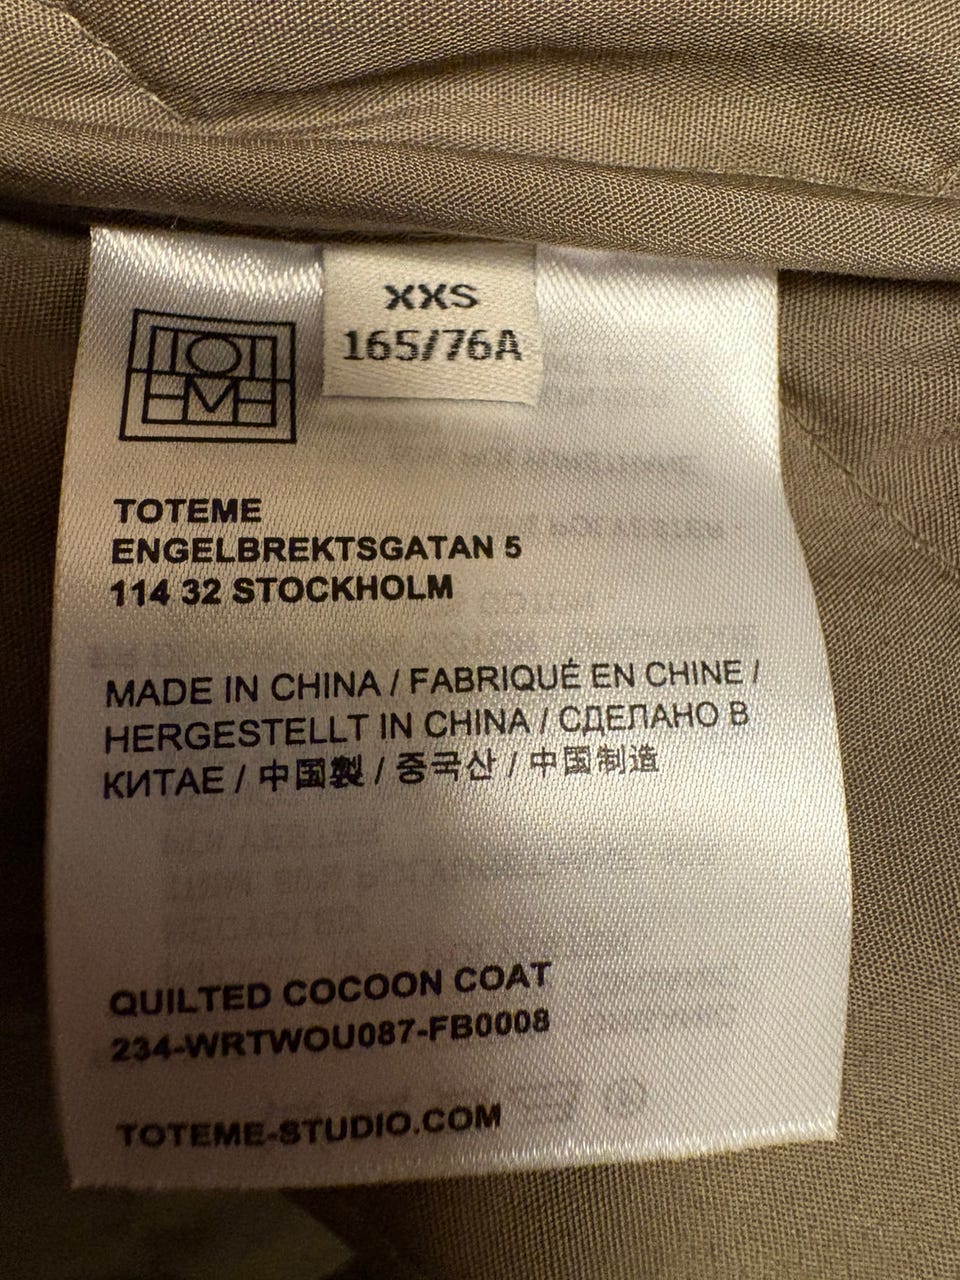 XXS
165/76A
TOTEME
TOTEME
ENGELBREKTSGATAN 5
114 32 STOCKHOLM
MADE IN CHINA / FABRIQUÉ EN CHINE /
HERGESTELLT IN CHINA / СДЕЛАНО В
КИТАЕ / 中国製 / 중국산 / 中国制造
QUILTED COCOON COAT
234-WRTWOU087-FB0008
TOTEME-STUDIO.COM